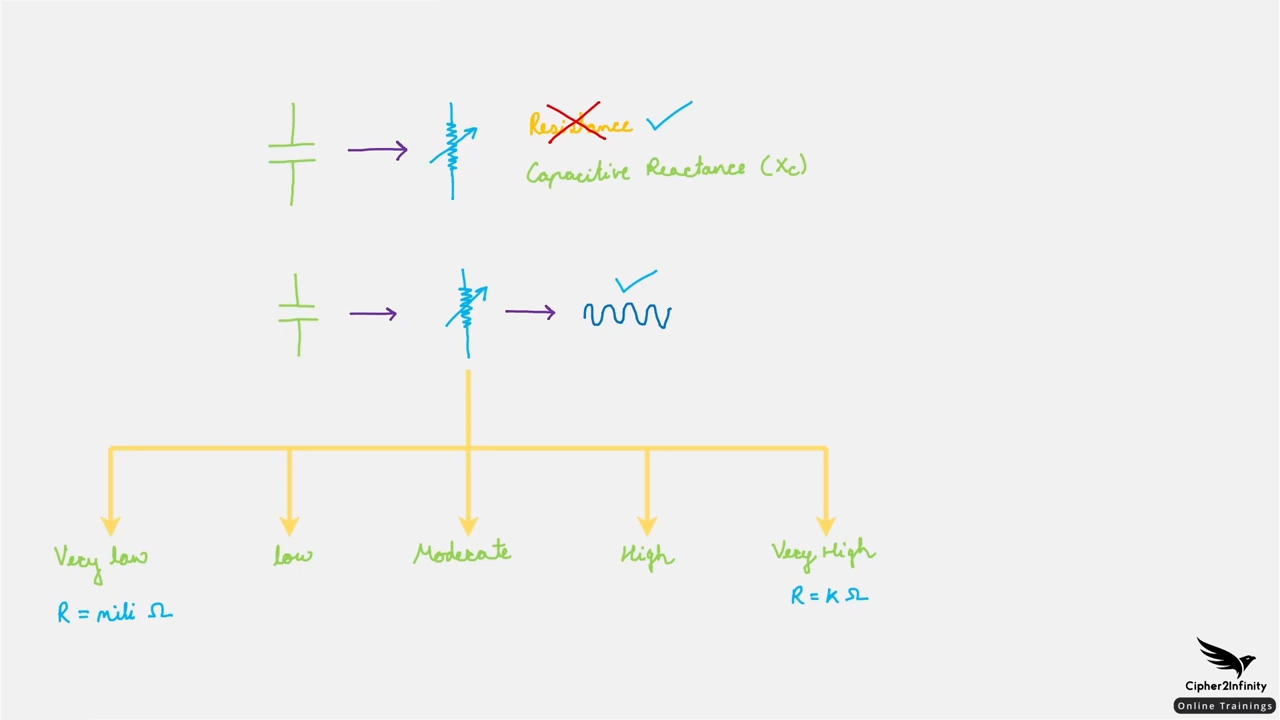 Resistance
Capacitive Reactance (Xc)
Very low
low
Moderate
High
Very High
R = mili Ω
R = K Ω
Cipher2Infinity
Online Trainings